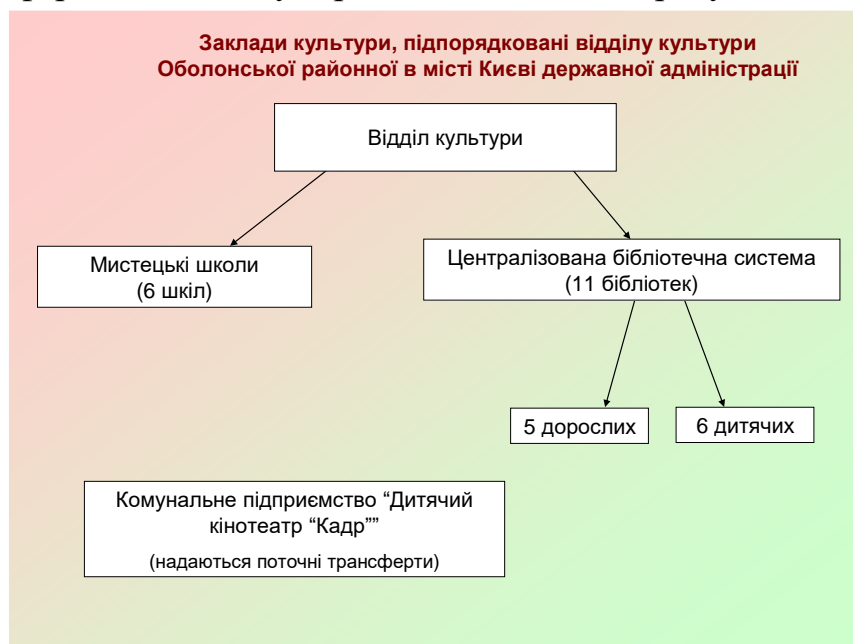 Заклади культури, підпорядковані відділу культури
Оболонської районної в місті Києві державної адміністрації
Відділ культури
Мистецькі школи
(6 шкіл)
Централізована бібліотечна система
(11 бібліотек)
5 дорослих
6 дитячих
Комунальне підприємство “Дитячий
кінотеатр “Кадр””
(надаються поточні трансферти)